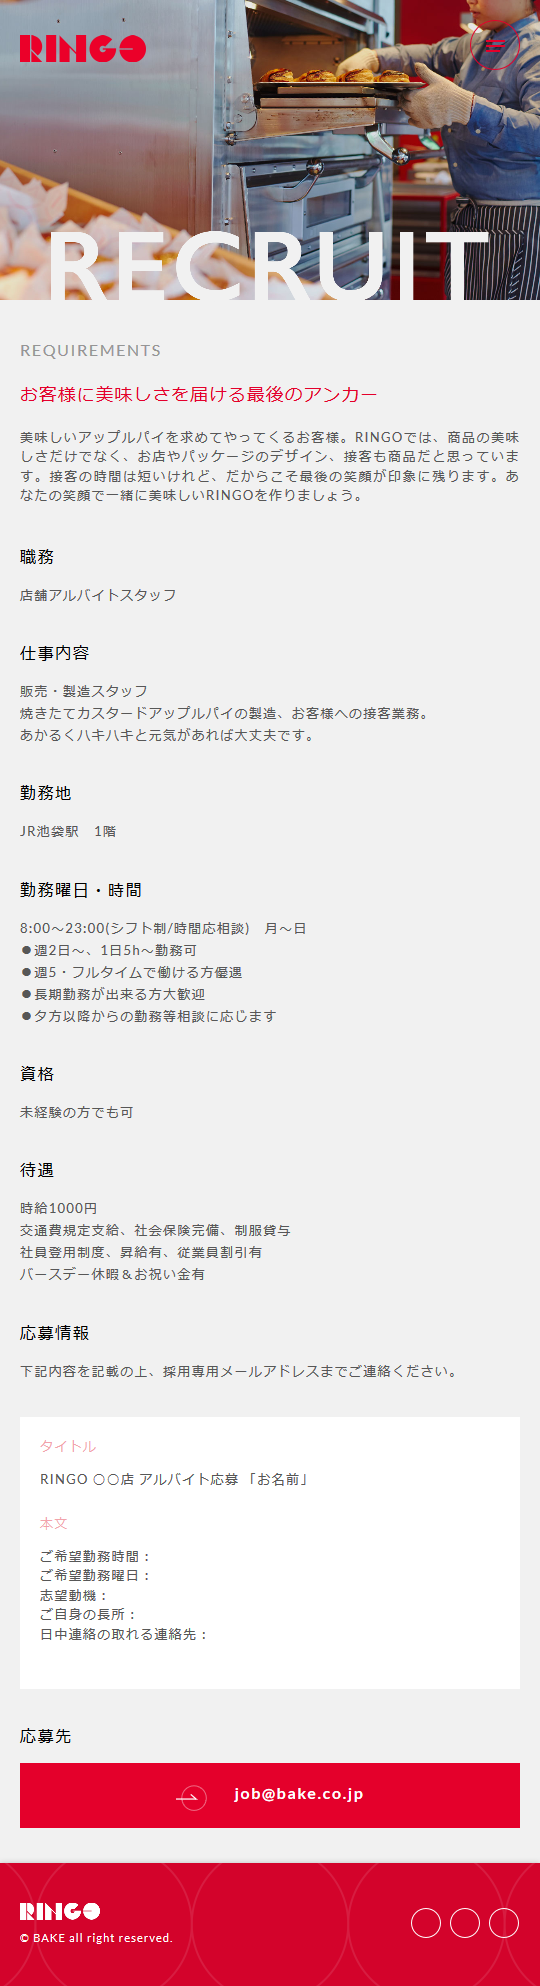 RINGO
RECRUIT
REQUIREMENTS
お客様に美味しさを届ける最後のアンカー
美味しいアップルパイを求めてやってくるお客様。RINGOでは、商品の美味
しさだけでなく、お店やパッケージのデザイン、接客も商品だと思っていま
す。接客の時間は短いけれど、だからこそ最後の笑顔が印象に残ります。あ
なたの笑顔で一緒に美味しいRINGOを作りましょう。
職務
店舗アルバイトスタッフ
仕事内容
販売・製造スタッフ
焼きたてカスタードアップルパイの製造、お客様への接客業務。
あかるくハキハキと元気があれば大丈夫です。
勤務地
JR池袋駅　1階
勤務曜日・時間
8:00〜23:00(シフト制/時間応相談)　月〜日
●週2日〜、1日5h〜勤務可
●週5・フルタイムで働ける方優遇
●長期勤務が出来る方大歓迎
●夕方以降からの勤務等相談に応じます
資格
未経験の方でも可
待遇
時給1000円
交通費規定支給、社会保険完備、制服貸与
社員登用制度、昇給有、従業員割引有
バースデー休暇＆お祝い金有
応募情報
下記内容を記載の上、採用専用メールアドレスまでご連絡ください。
タイトル
RINGO 〇〇店 アルバイト応募 「お名前」
本文
ご希望勤務時間：
ご希望勤務曜日：
志望動機：
ご自身の長所：
日中連絡の取れる連絡先：
応募先
job@bake.co.jp
RINGO
© BAKE all right reserved.